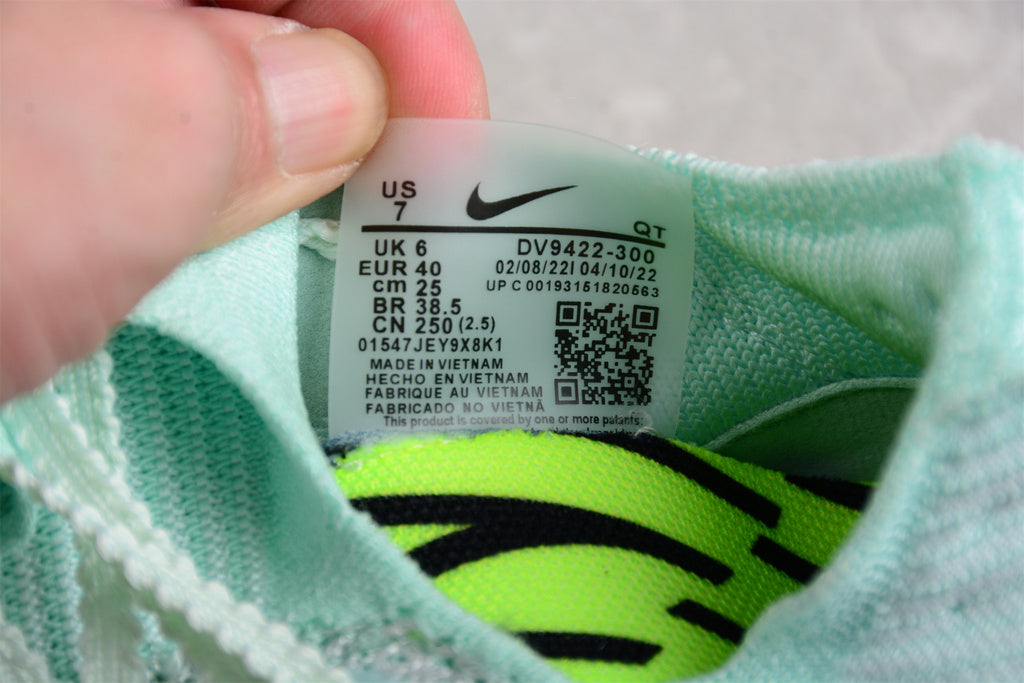 US
7
QT
UK 6
DV9422-300
EUR 40
02/08/22I 04/10/22
cm 25
UPC 00193151820563
BR 38.5
CN 250 (2.5)
01547JEY9X8K1
MADE IN VIETNAM
HECHO EN VIETNAM
FABRIQUE AU VIETNAM
FABRICADO NO VIETNÃ
This product is covered by one or more patents: